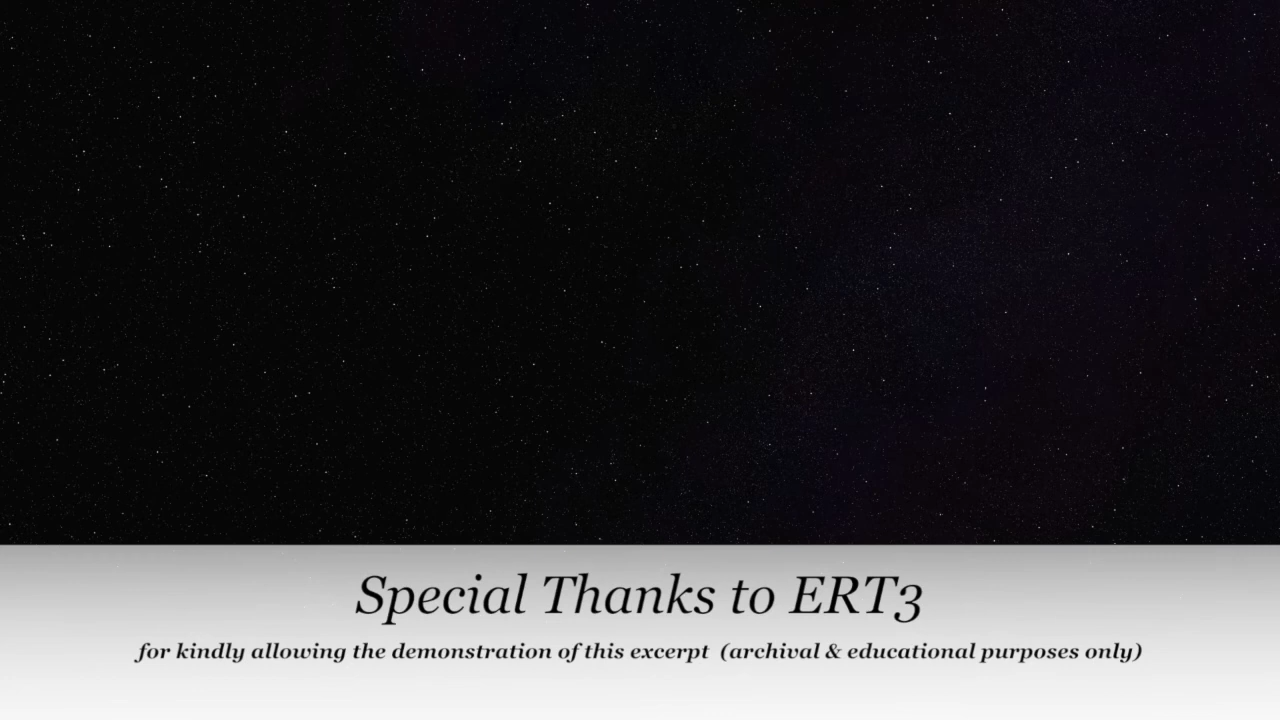 Special Thanks to ERT3
for kindly allowing the demonstration of this excerpt (archival & educational purposes only)